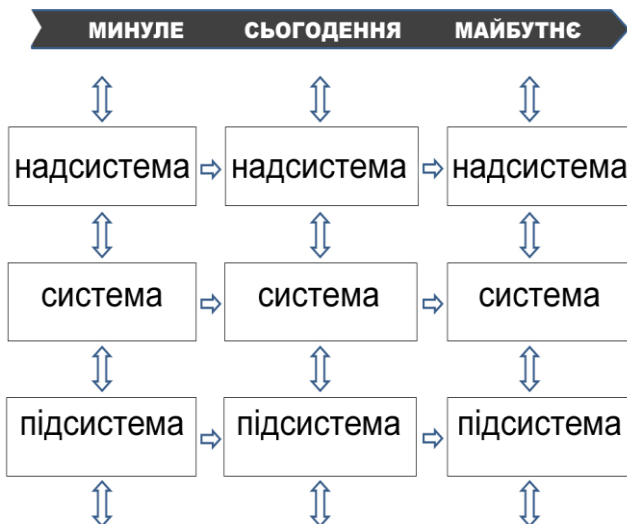 МИНУЛЕ СЬОГОДЕННЯ МАЙБУТНЄ
надсистема надсистема надсистема
система система система
підсистема підсистема підсистема